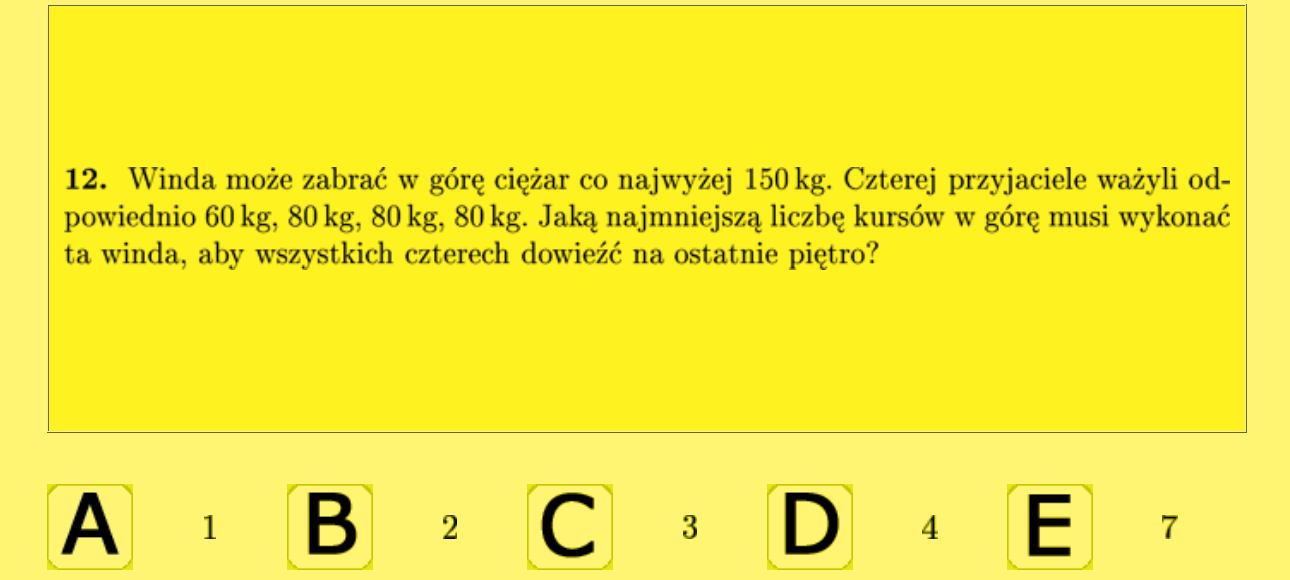 12. Winda może zabrać w górę ciężar co najwyżej 150 kg. Czterej przyjaciele ważyli od-
powiednio 60 kg, 80 kg, 80 kg, 80 kg. Jaką najmniejszą liczbę kursów w górę musi wykonać
ta winda, aby wszystkich czterech dowieźć na ostatnie piętro?
A 1 B 2 C 3 D 4 E 7